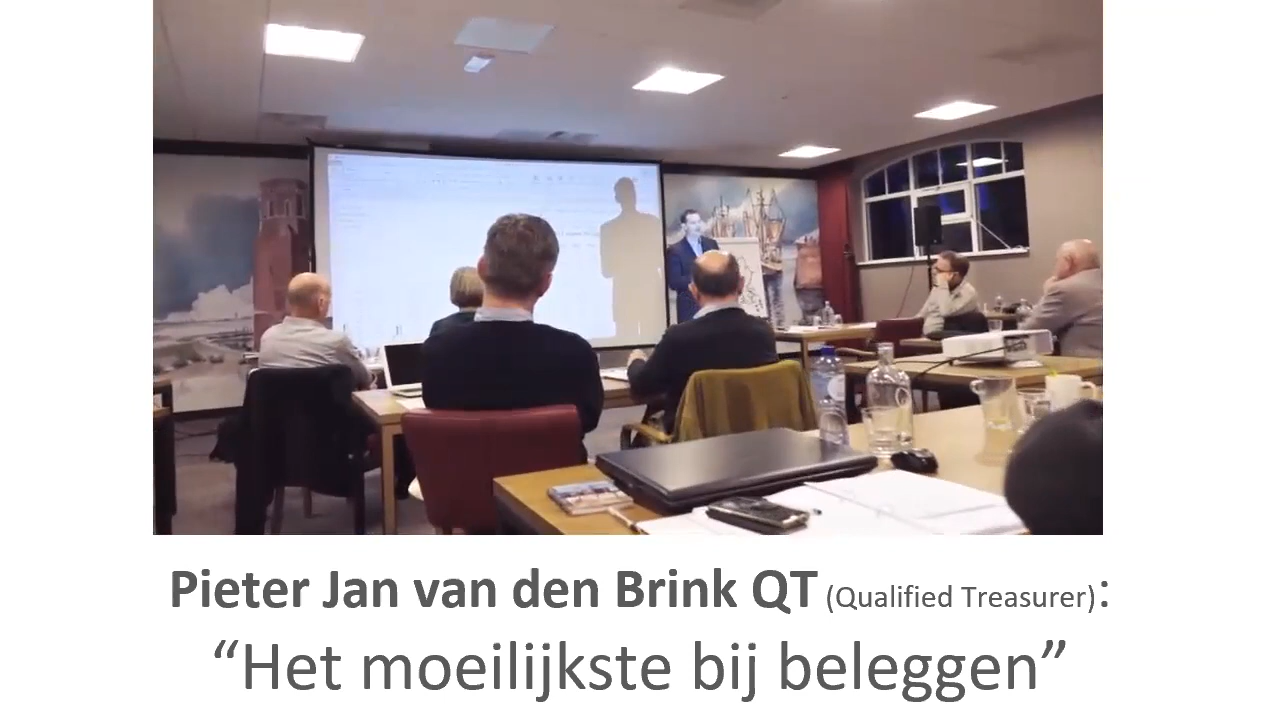 Pieter Jan van den Brink QT (Qualified Treasurer):
“Het moeilijkste bij beleggen”